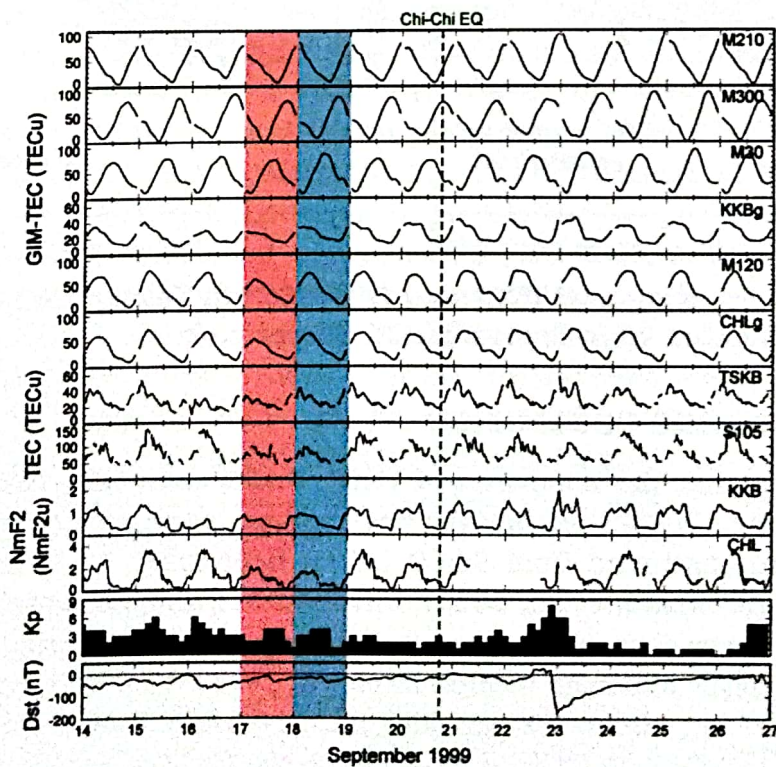 Chi-Chi EQ
100
50
0
M210
100
50
0
M300
100
50
0
M30
60
40
20
0
KKBg
100
50
0
M120
100
50
0
CHLg
60
40
20
0
TSKB
150
100
50
0
S105
2
1
0
KKB
4
2
0
CHL
9
6
3
0
0
-100
-200
GIM-TEC (TECu)
TEC (TECu)
NmF2
(NmF2u)
Kp
Dst (nT)
14 15 16 17 18 19 20 21 22 23 24 25 26 27
September 1999